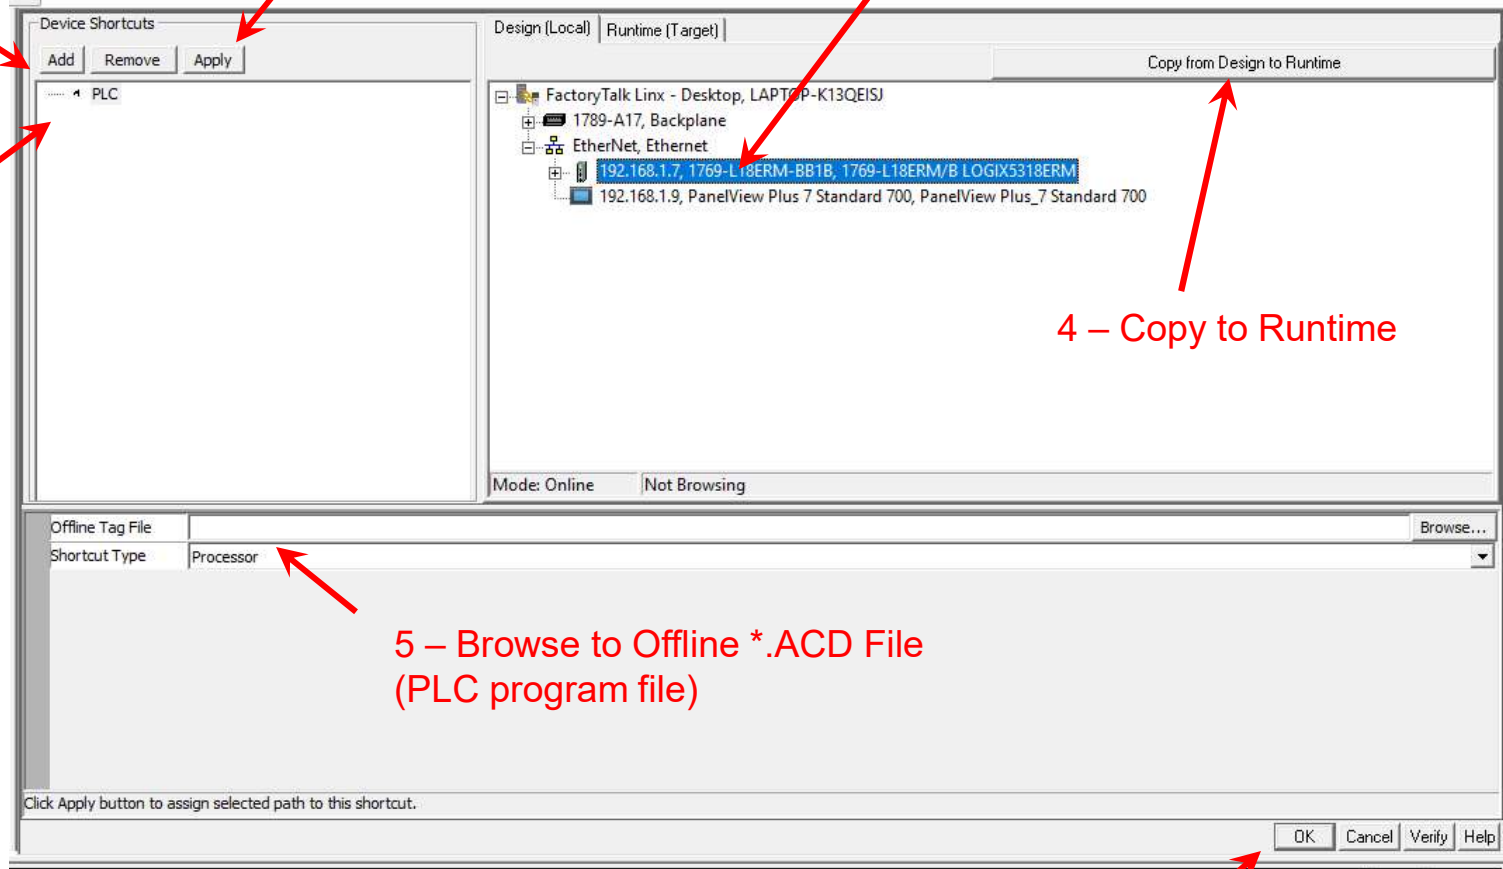 Device Shortcuts
Add Remove Apply
PLC
Design (Local) Runtime (Target)
Copy from Design to Runtime
FactoryTalk Linx - Desktop, LAPTOP-K13QEISJ
1789-A17, Backplane
EtherNet, Ethernet
192.168.1.7, 1769-L18ERM-BB1B, 1769-L18ERM/B LOGIX5318ERM
192.168.1.9, PanelView Plus 7 Standard 700, PanelView Plus_7 Standard 700
4 – Copy to Runtime
Mode: Online Not Browsing
Offline Tag File Browse...
Shortcut Type Processor
5 – Browse to Offline *.ACD File
(PLC program file)
Click Apply button to assign selected path to this shortcut.
OK Cancel Verify Help